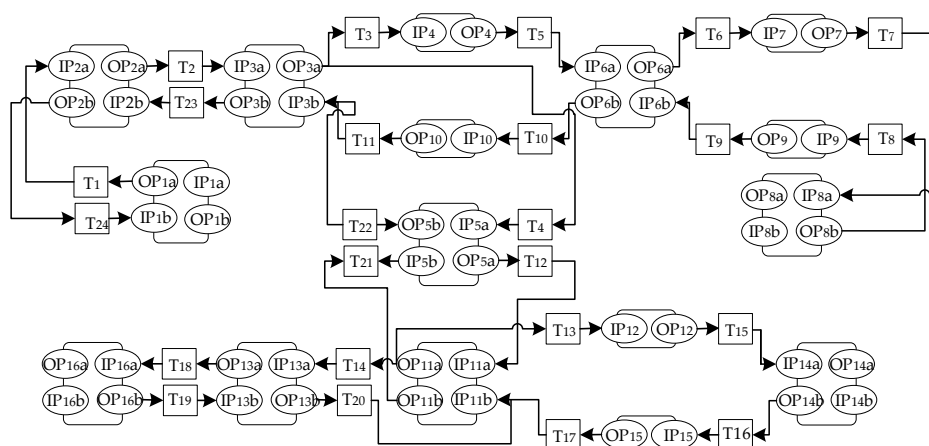 T3 IP4 OP4 T5 T6 IP7 OP7 T7
IP2a OP2a T2 IP3a OP3a IP6a OP6a
OP2b IP2b T23 OP3b IP3b OP6b IP6b
T11 OP10 IP10 T10 T9 OP9 IP9 T8
T1 OP1a IP1a OP8a IP8a
T24 IP1b OP1b T22 OP5b IP5a T4 IP8b OP8b
T21 IP5b OP5a T12
T13 IP12 OP12 T15
OP16a IP16a T18 OP13a IP13a T14 OP11a IP11a IP14a OP14a
IP16b OP16b T19 IP13b OP13b T20 OP11b IP11b OP14b IP14b
T17 OP15 IP15 T16